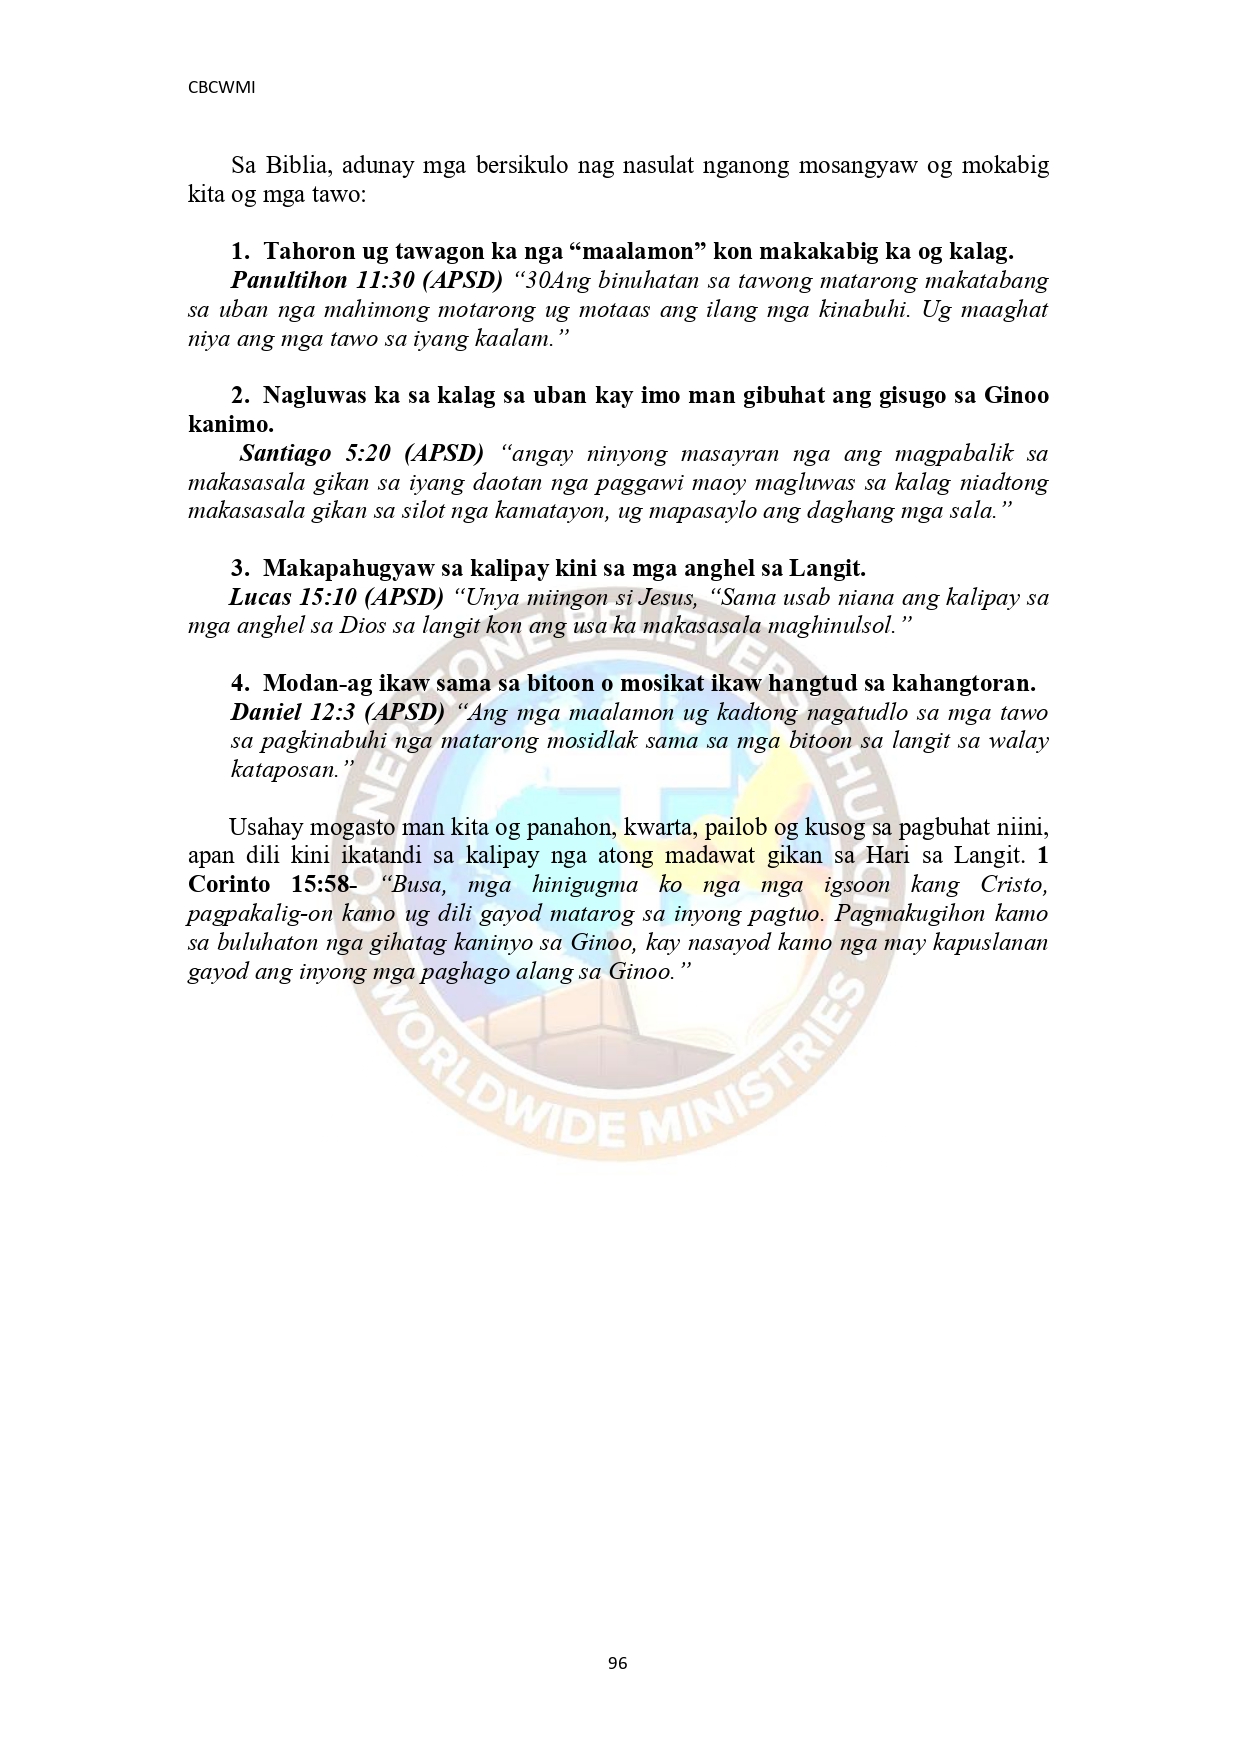 CBCWMI
Sa Biblia, adunay mga bersikulo nag nasulat nganong mosangyaw og mokabig
kita og mga tawo:
1. Tahoron ug tawagon ka nga “maalamon” kon makakabig ka og kalag.
Panultihon 11:30 (APSD) “30Ang binuhatan sa tawong matarong makatabang
sa uban nga mahimong motarong ug motaas ang ilang mga kinabuhi. Ug maaghat
niya ang mga tawo sa iyang kaalam.”
2. Nagluwas ka sa kalag sa uban kay imo man gibuhat ang gisugo sa Ginoo
kanimo.
Santiago 5:20 (APSD) “angay ninyong masayran nga ang magpabalik sa
makasasala gikan sa iyang daotan nga paggawi maoy magluwas sa kalag niadtong
makasasala gikan sa silot nga kamatayon, ug mapasaylo ang daghang mga sala.”
3. Makapahugyaw sa kalipay kini sa mga anghel sa Langit.
Lucas 15:10 (APSD) “Unya miingon si Jesus, “Sama usab niana ang kalipay sa
mga anghel sa Dios sa langit kon ang usa ka makasasala maghinulsol.”
4. Modan-ag ikaw sama sa bitoon o mosikat ikaw hangtud sa kahangtoran.
Daniel 12:3 (APSD) “Ang mga maalamon ug kadtong nagatudlo sa mga tawo
sa pagkinabuhi nga matarong mosidlak sama sa mga bitoon sa langit sa walay
kataposan.”
Usahay mogasto man kita og panahon, kwarta, pailob og kusog sa pagbuhat niini,
apan dili kini ikatandi sa kalipay nga atong madawat gikan sa Hari sa Langit. 1
Corinto 15:58- “Busa, mga hinigugma ko nga mga igsoon kang Cristo,
pagpakalig-on kamo ug dili gayod matarog sa inyong pagtuo. Pagmakugihon kamo
sa buluhaton nga gihatag kaninyo sa Ginoo, kay nasayod kamo nga may kapuslanan
gayod ang inyong mga paghago alang sa Ginoo.”
CORNERSTONE BELIEVERS CHURCH
WORLDWIDE MINISTRIES
96